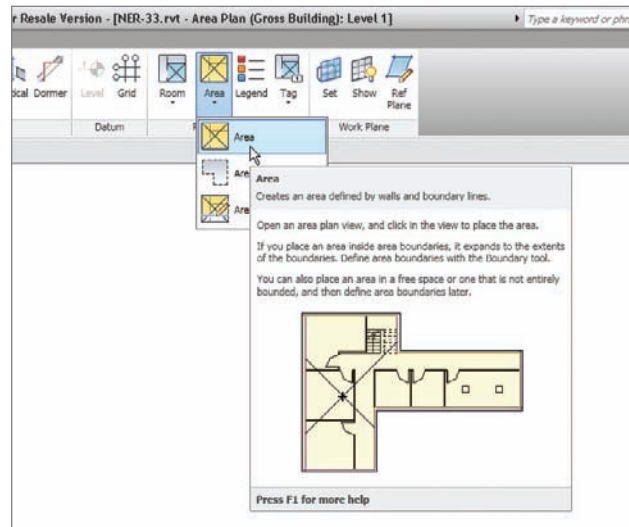 r Resale Version - [NER-33.rvt - Area Plan (Gross Building): Level 1]
Type a keyword or phr
ical Dormer
Level Grid
Room Area Legend Tag
Set Show Ref Plane
Datum
Work Plane
Area
Are
Are
Area
Creates an area defined by walls and boundary lines.
Open an area plan view, and click in the view to place the area.
If you place an area inside area boundaries, it expands to the extents
of the boundaries. Define area boundaries with the Boundary tool.
You can also place an area in a free space or one that is not entirely
bounded, and then define area boundaries later.
Press F1 for more help